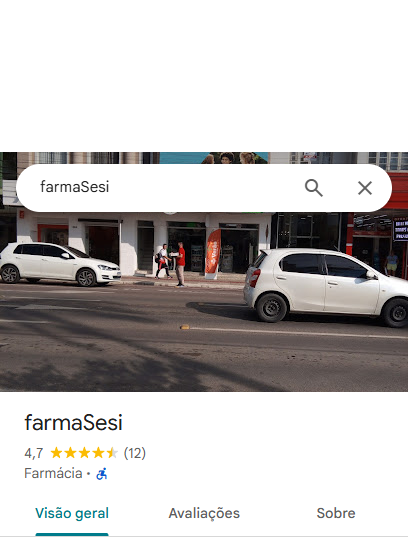 farmaSesi
farmaSesi
4,7 (12)
Farmácia ·
Visão geral Avaliações Sobre